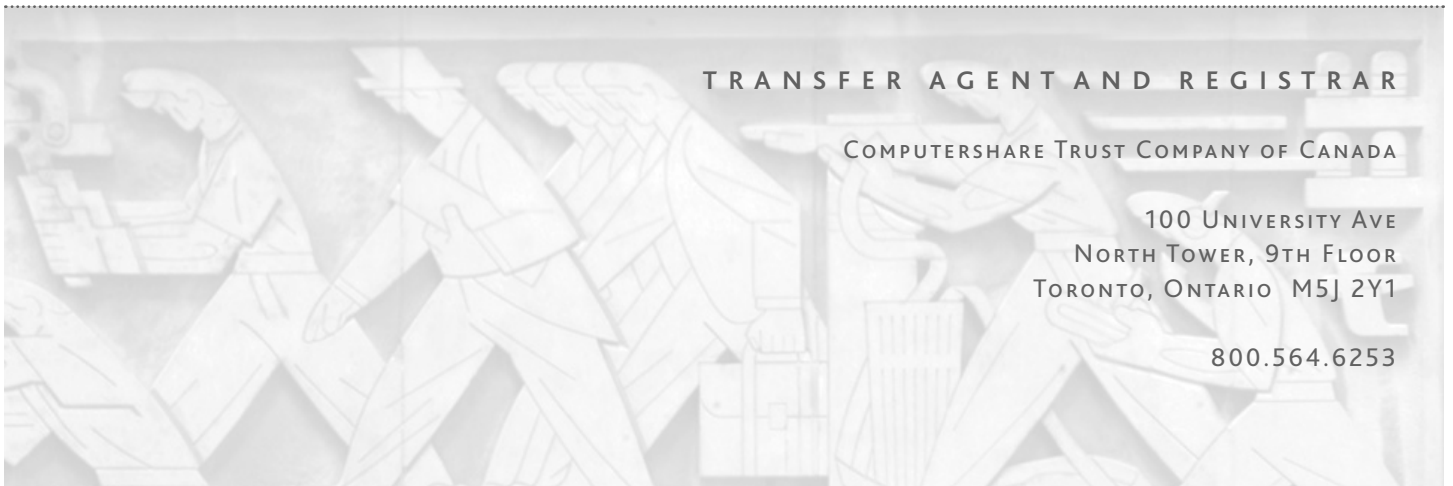 TRANSFER AGENT AND REGISTRAR
COMPUTERSHARE TRUST COMPANY OF CANADA
100 UNIVERSITY AVE
NORTH TOWER, 9TH FLOOR
TORONTO, ONTARIO M5J 2Y1
800.564.6253